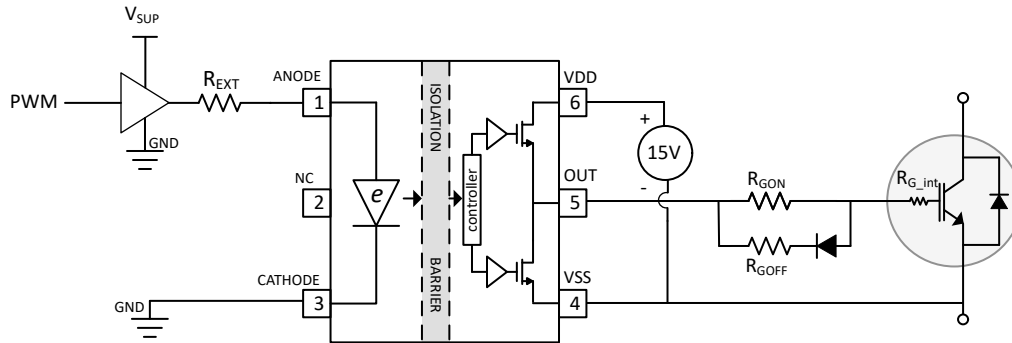 V_SUP
PWM
R_EXT
GND
ANODE
1
NC
2
CATHODE
3
GND
e
ISOLATION
BARRIER
controller
VDD
6
OUT
5
VSS
4
+
15V
-
R_GON
R_GOFF
R_G_int